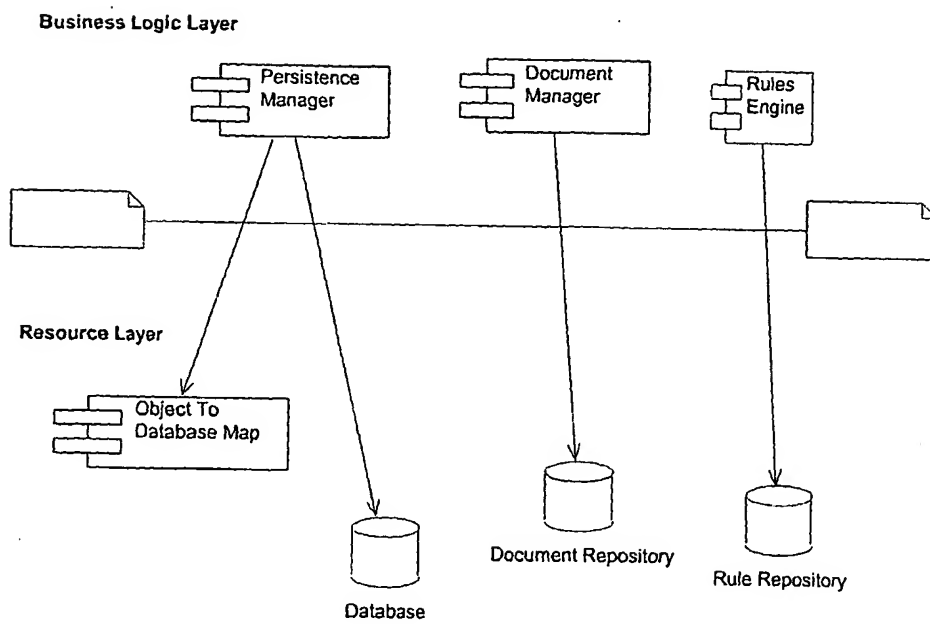 Business Logic Layer
Persistence
Manager
Document
Manager
Rules
Engine
Resource Layer
Object To
Database Map
Document Repository
Rule Repository
Database